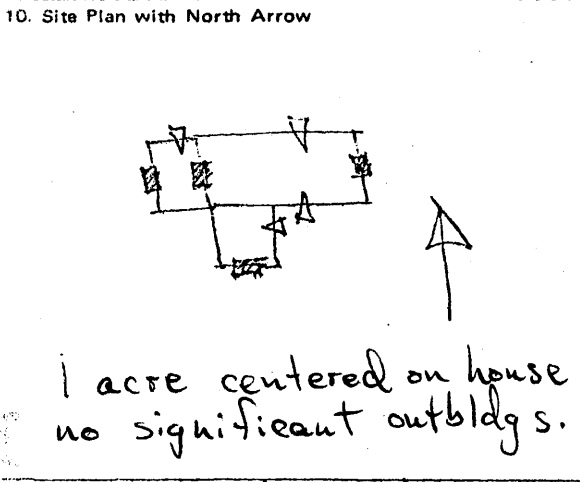 10. Site Plan with North Arrow
1 acre centered on house
no significant outbldgs.